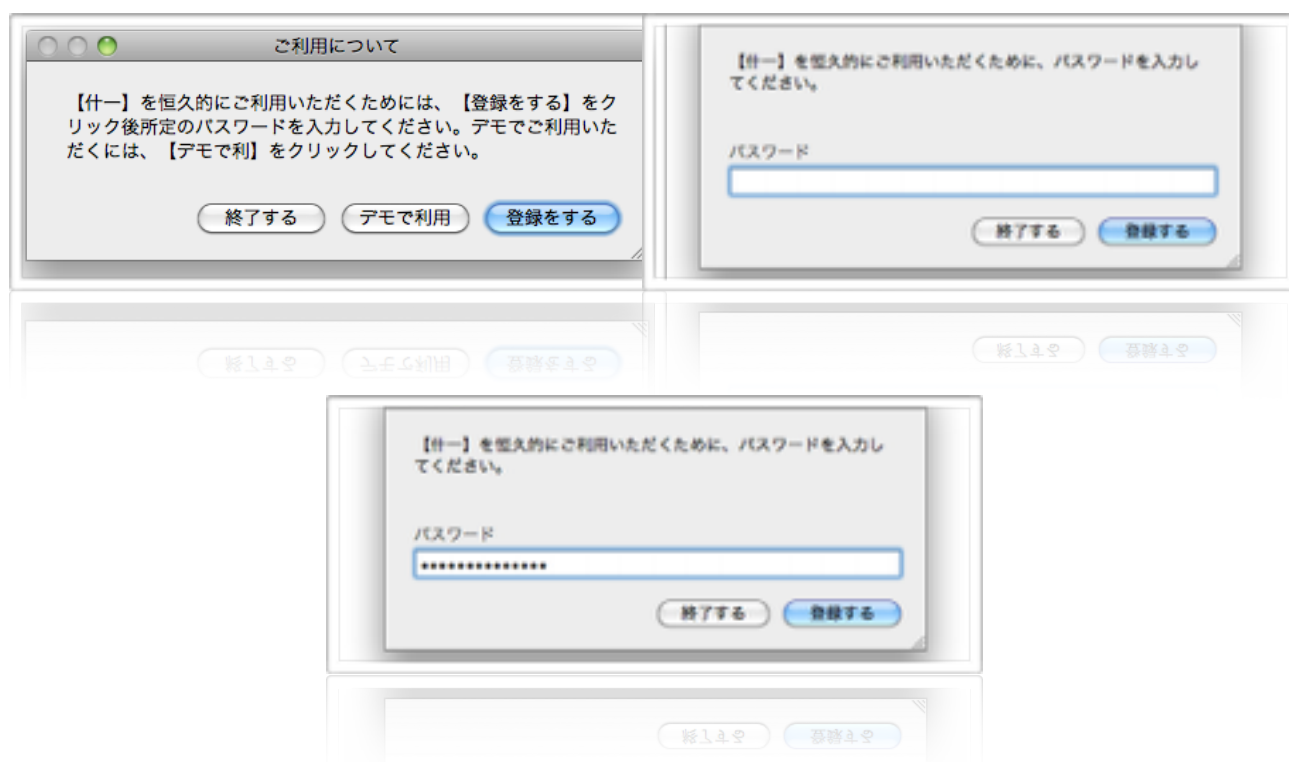 ご利用について
【什一】を恒久的にご利用いただくためには、【登録をする】をク
リック後所定のパスワードを入力してください。デモでご利用いた
だくには、【デモで利】をクリックしてください。
終了する
デモで利用
登録をする
【什一】を恒久的にご利用いただくために、パスワードを入力し
てください。
パスワード
終了する
登録する
【什一】を恒久的にご利用いただくために、パスワードを入力し
てください。
パスワード
••••••••••••••
終了する
登録する